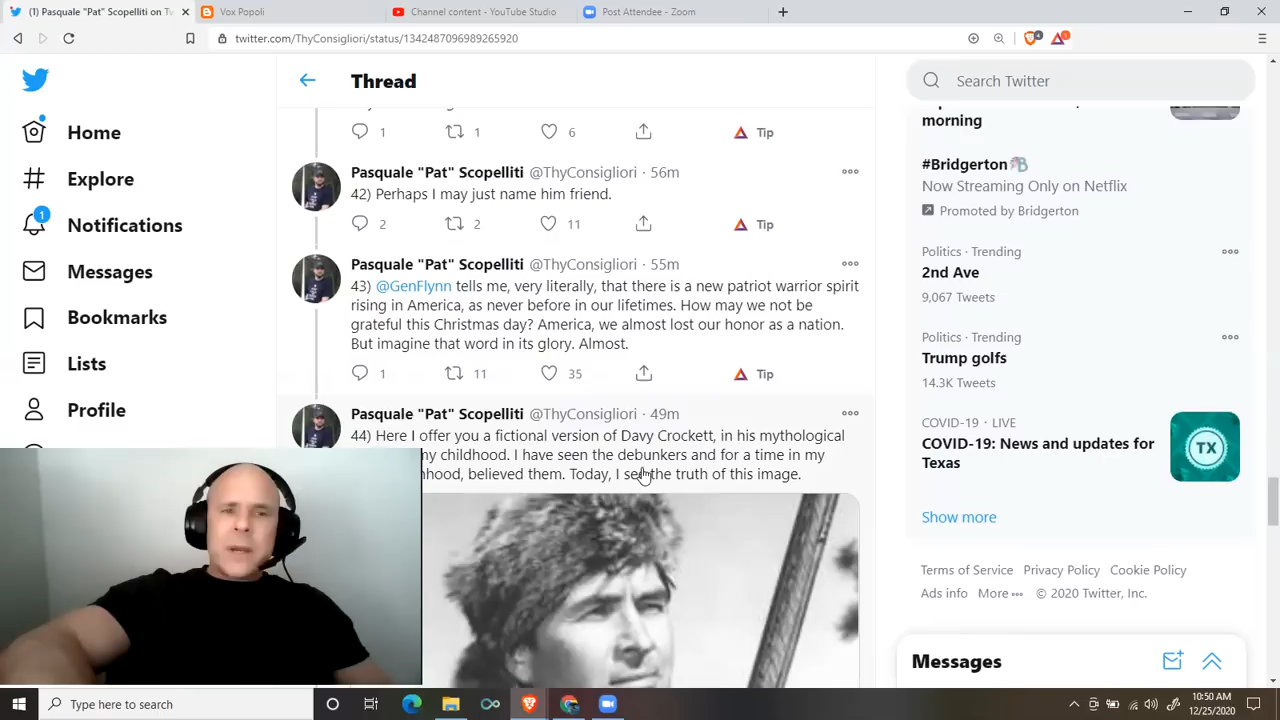 (1) Pasquale "Pat" Scopelliti on Tw
Vox Popoli
Channel content - YouTube Studio
Post Attendee - Zoom
twitter.com/ThyConsigliori/status/1342487096989265920
4
1
Home
Explore
1
Notifications
Messages
Bookmarks
Lists
Profile
Thread
1 1 6 Tip
Pasquale "Pat" Scopelliti @ThyConsigliori · 56m
42) Perhaps I may just name him friend.
2 2 11 Tip
Pasquale "Pat" Scopelliti @ThyConsigliori · 55m
43) @GenFlynn tells me, very literally, that there is a new patriot warrior spirit
rising in America, as never before in our lifetimes. How may we not be
grateful this Christmas day? America, we almost lost our honor as a nation.
But imagine that word in its glory. Almost.
1 11 35 Tip
Pasquale "Pat" Scopelliti @ThyConsigliori · 49m
44) Here I offer you a fictional version of Davy Crockett, in his mythological
my childhood. I have seen the debunkers and for a time in my
hood, believed them. Today, I see the truth of this image.
Search Twitter
morning
#Bridgerton
Now Streaming Only on Netflix
Promoted by Bridgerton
Politics · Trending
2nd Ave
9,067 Tweets
Politics · Trending
Trump golfs
14.3K Tweets
COVID-19 · LIVE
COVID-19: News and updates for
Texas
TX
Show more
Terms of Service Privacy Policy Cookie Policy
Ads info More © 2020 Twitter, Inc.
Messages
Type here to search
10:50 AM
12/25/2020